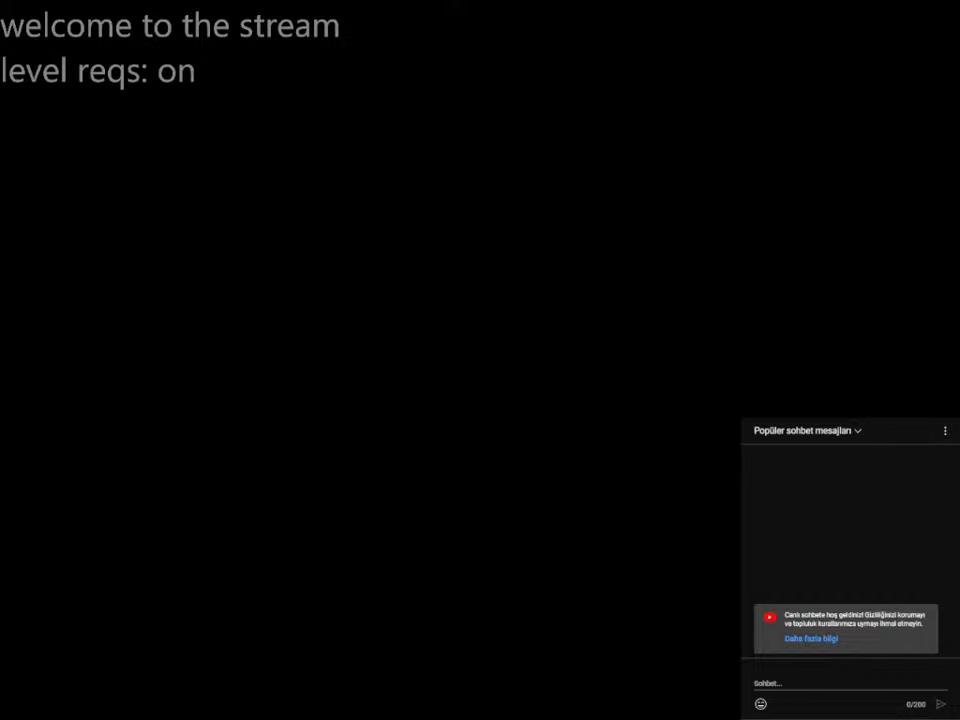 welcome to the stream
level reqs: on
Popüler sohbet mesajları
Canlı sohbete hoş geldiniz! Gizliliğinizi korumayı
ve topluluk kurallarımıza uymayı ihmal etmeyin.
Daha fazla bilgi
Sohbet...
0/200